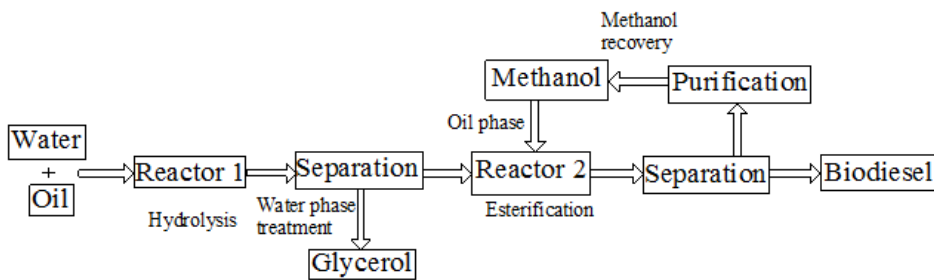 Methanol
recovery
Methanol
Purification
Oil phase
Water
+
Oil
Reactor 1
Separation
Reactor 2
Separation
Biodiesel
Hydrolysis
Water phase
treatment
Esterification
Glycerol